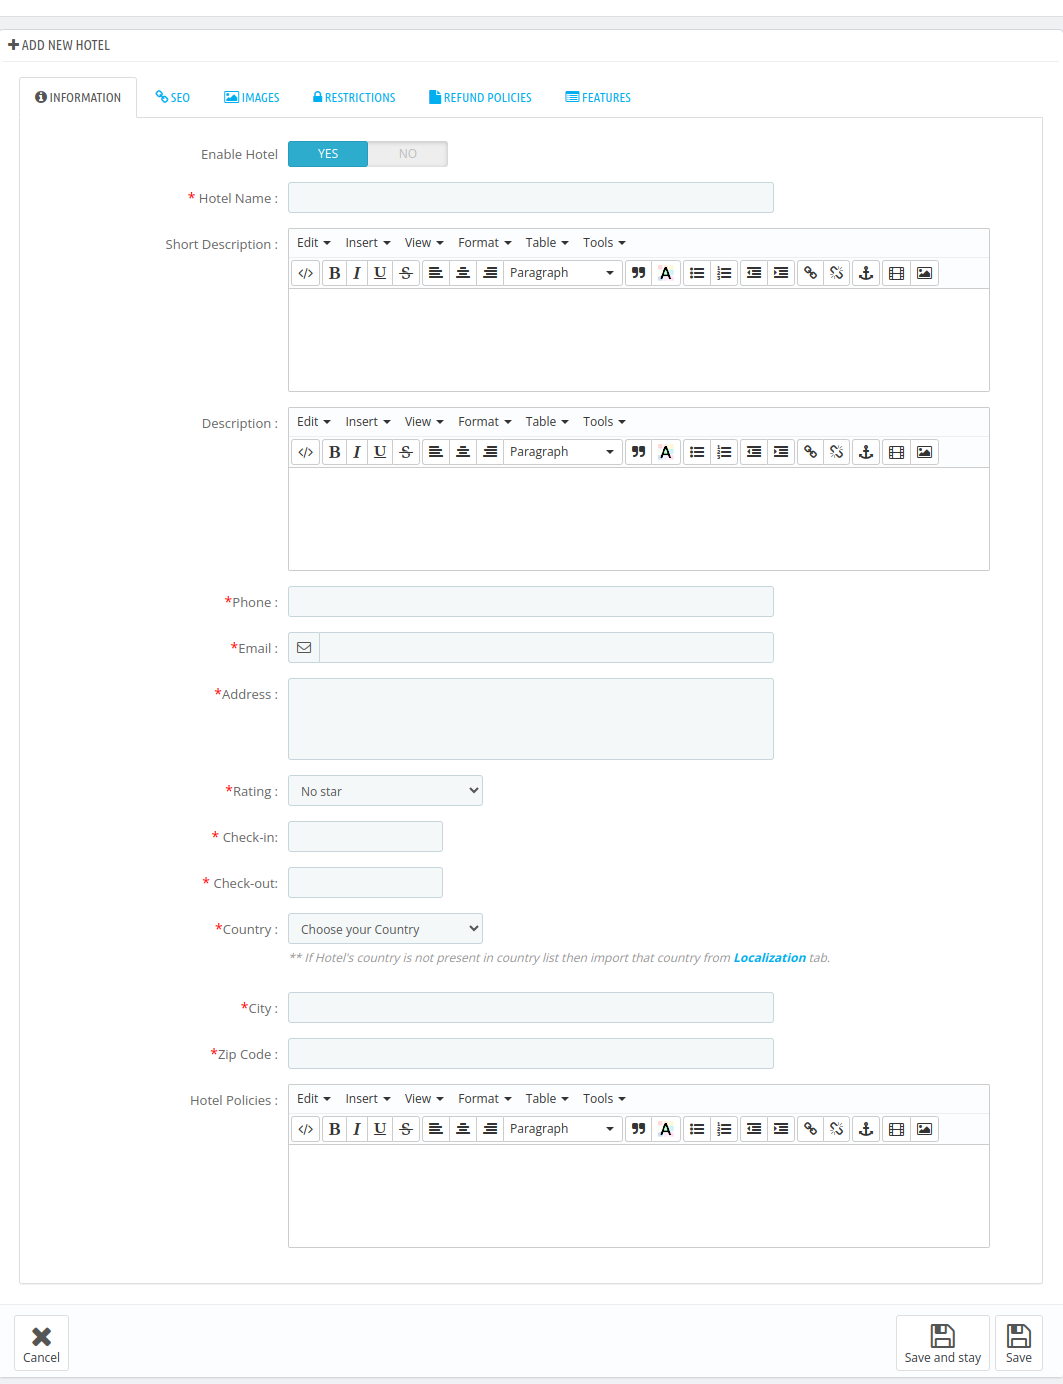 ADD NEW HOTEL
INFORMATION SEO IMAGES RESTRICTIONS REFUND POLICIES FEATURES
Enable Hotel YES NO
* Hotel Name :
Short Description : Edit Insert View Format Table Tools
</> B I U S Paragraph A
Description : Edit Insert View Format Table Tools
</> B I U S Paragraph A
*Phone :
*Email :
*Address :
*Rating : No star
* Check-in:
* Check-out:
*Country : Choose your Country
** If Hotel's country is not present in country list then import that country from Localization tab.
*City :
*Zip Code :
Hotel Policies : Edit Insert View Format Table Tools
</> B I U S Paragraph A
Cancel Save and stay Save